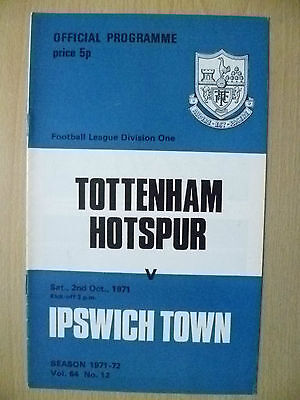 OFFICIAL PROGRAMME
price 5p
Football League Division One
TOTTENHAM
HOTSPUR
v
Sat., 2nd Oct., 1971
Kick-off 3 p.m.
IPSWICH TOWN
SEASON 1971-72
Vol. 64 No. 12